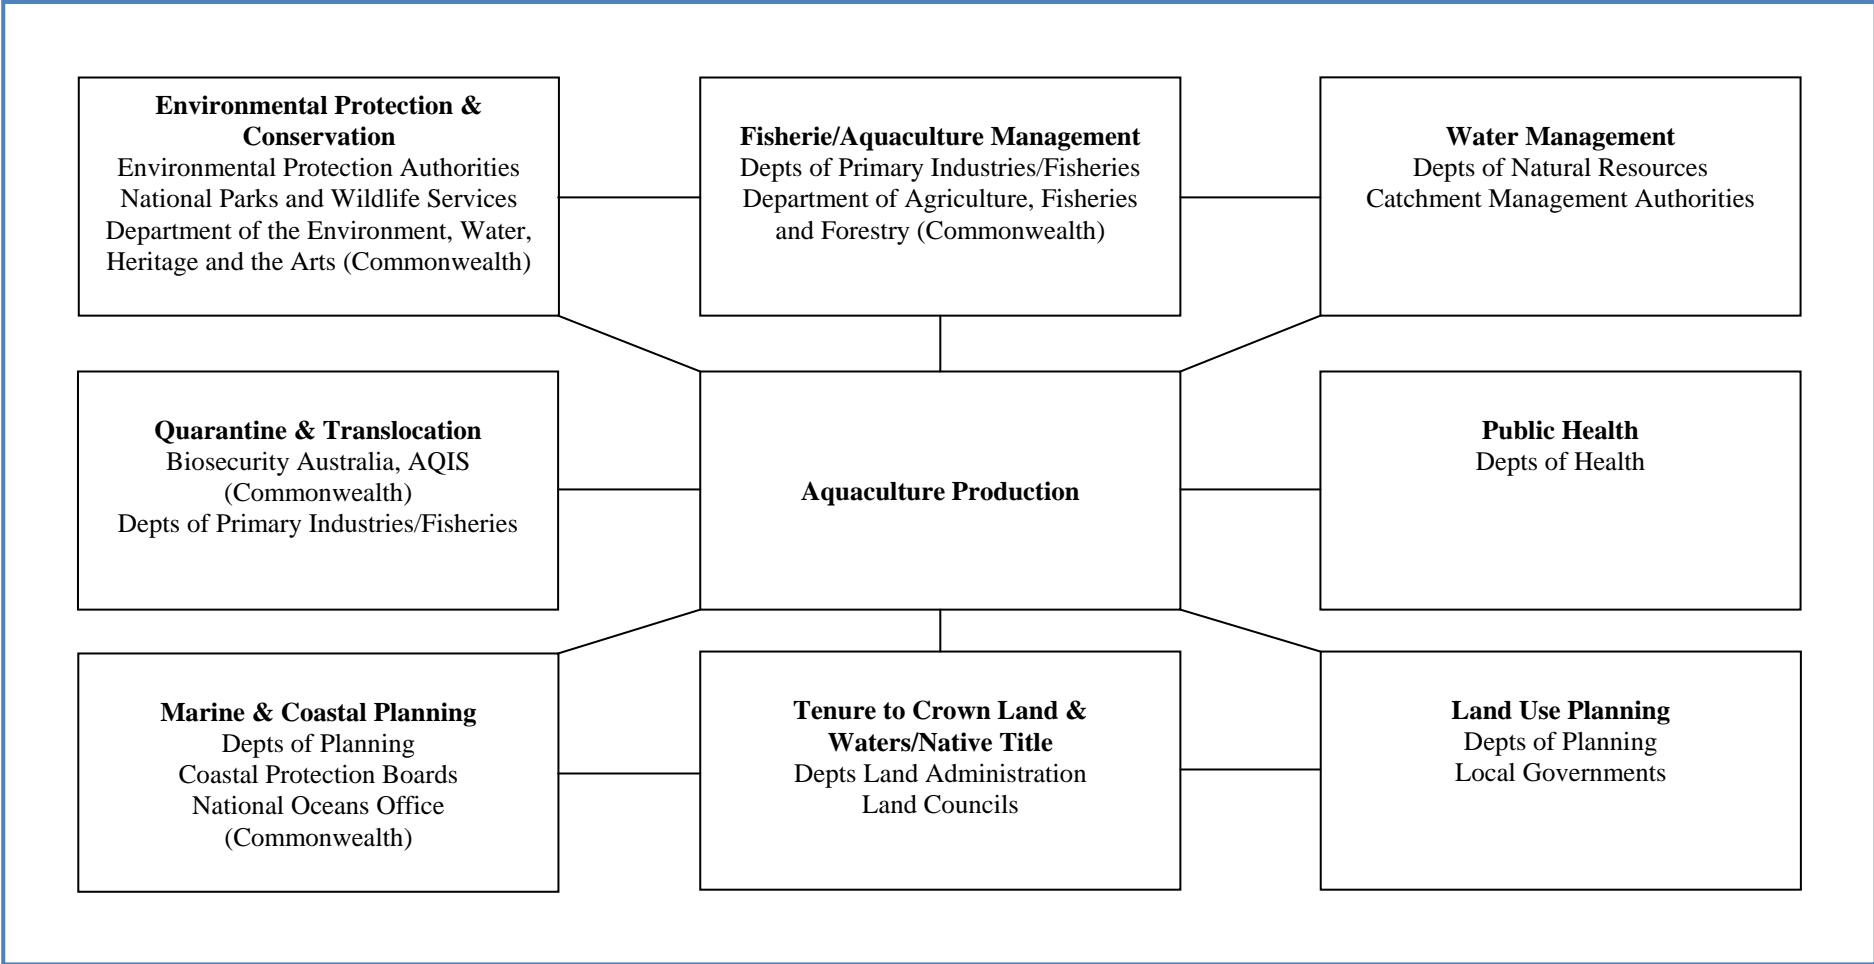 Environmental Protection &
Conservation
Environmental Protection Authorities
National Parks and Wildlife Services
Department of the Environment, Water,
Heritage and the Arts (Commonwealth)
Fisherie/Aquaculture Management
Depts of Primary Industries/Fisheries
Department of Agriculture, Fisheries
and Forestry (Commonwealth)
Water Management
Depts of Natural Resources
Catchment Management Authorities
Quarantine & Translocation
Biosecurity Australia, AQIS
(Commonwealth)
Depts of Primary Industries/Fisheries
Aquaculture Production
Public Health
Depts of Health
Marine & Coastal Planning
Depts of Planning
Coastal Protection Boards
National Oceans Office
(Commonwealth)
Tenure to Crown Land &
Waters/Native Title
Depts Land Administration
Land Councils
Land Use Planning
Depts of Planning
Local Governments